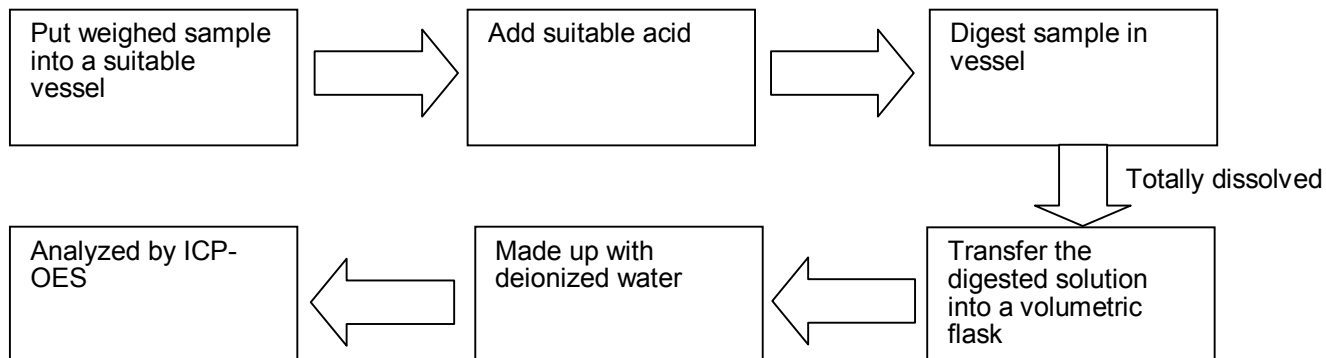 Put weighed sample
into a suitable
vessel
Add suitable acid
Digest sample in
vessel
Totally dissolved
Transfer the
digested solution
into a volumetric
flask
Made up with
deionized water
Analyzed by ICP-
OES